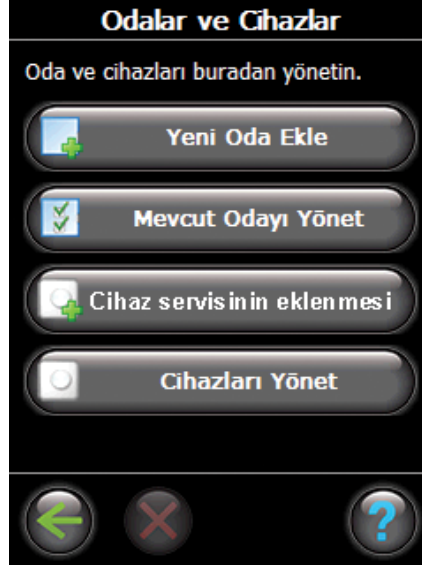 Odalar ve Cihazlar
Oda ve cihazları buradan yönetin.
Yeni Oda Ekle
Mevcut Odayı Yönet
Cihaz servisinin eklenmesi
Cihazları Yönet
?